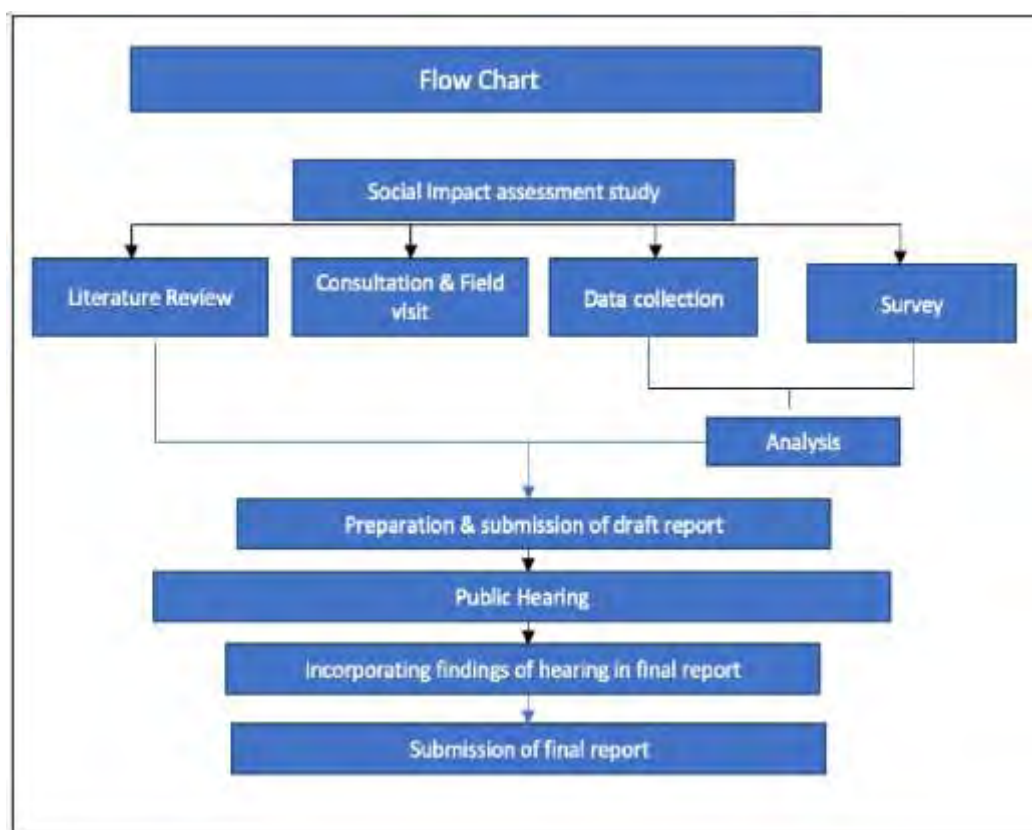 Flow Chart
Social Impact assessment study
Literature Review
Consultation & Field
visit
Data collection
Survey
Analysis
Preparation & submission of draft report
Public Hearing
Incorporating findings of hearing in final report
Submission of final report